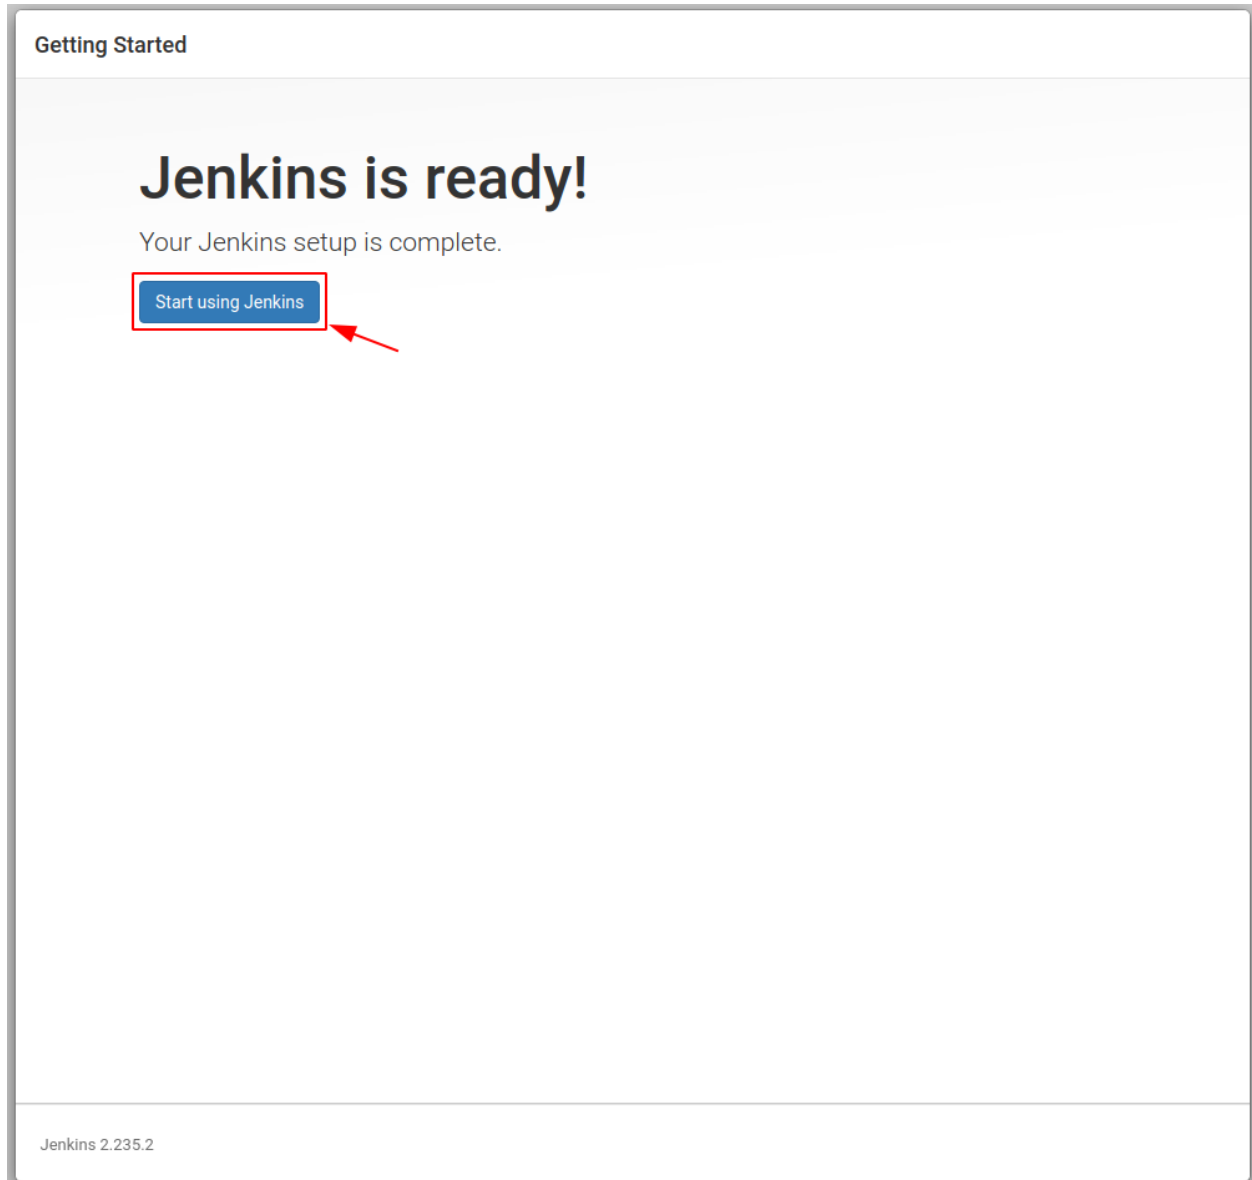 Getting Started
Jenkins is ready!
Your Jenkins setup is complete.
Start using Jenkins
Jenkins 2.235.2